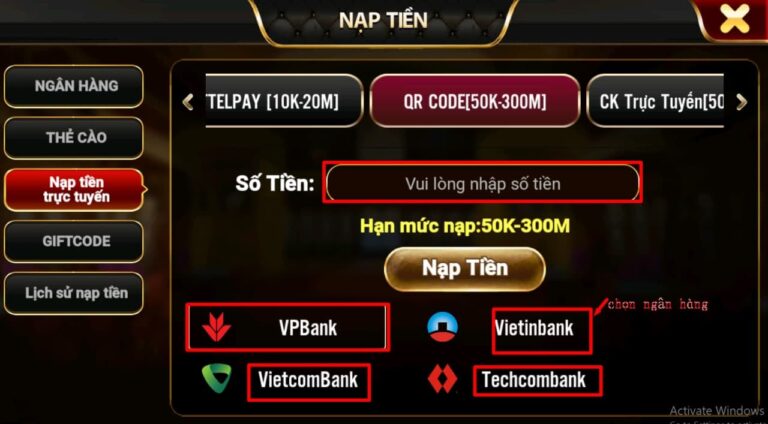 NẠP TIỀN
NGÂN HÀNG
THẺ CÀO
Nạp tiền
trực tuyến
GIFTCODE
Lịch sử nạp tiền
TELPAY [10K-20M]
QR CODE[50K-300M]
CK Trực Tuyến[50
Số Tiền:
Vui lòng nhập số tiền
Hạn mức nạp:50K-300M
Nạp Tiền
chọn ngân hàng
VPBank
Vietinbank
VietcomBank
Techcombank
Activate Windows